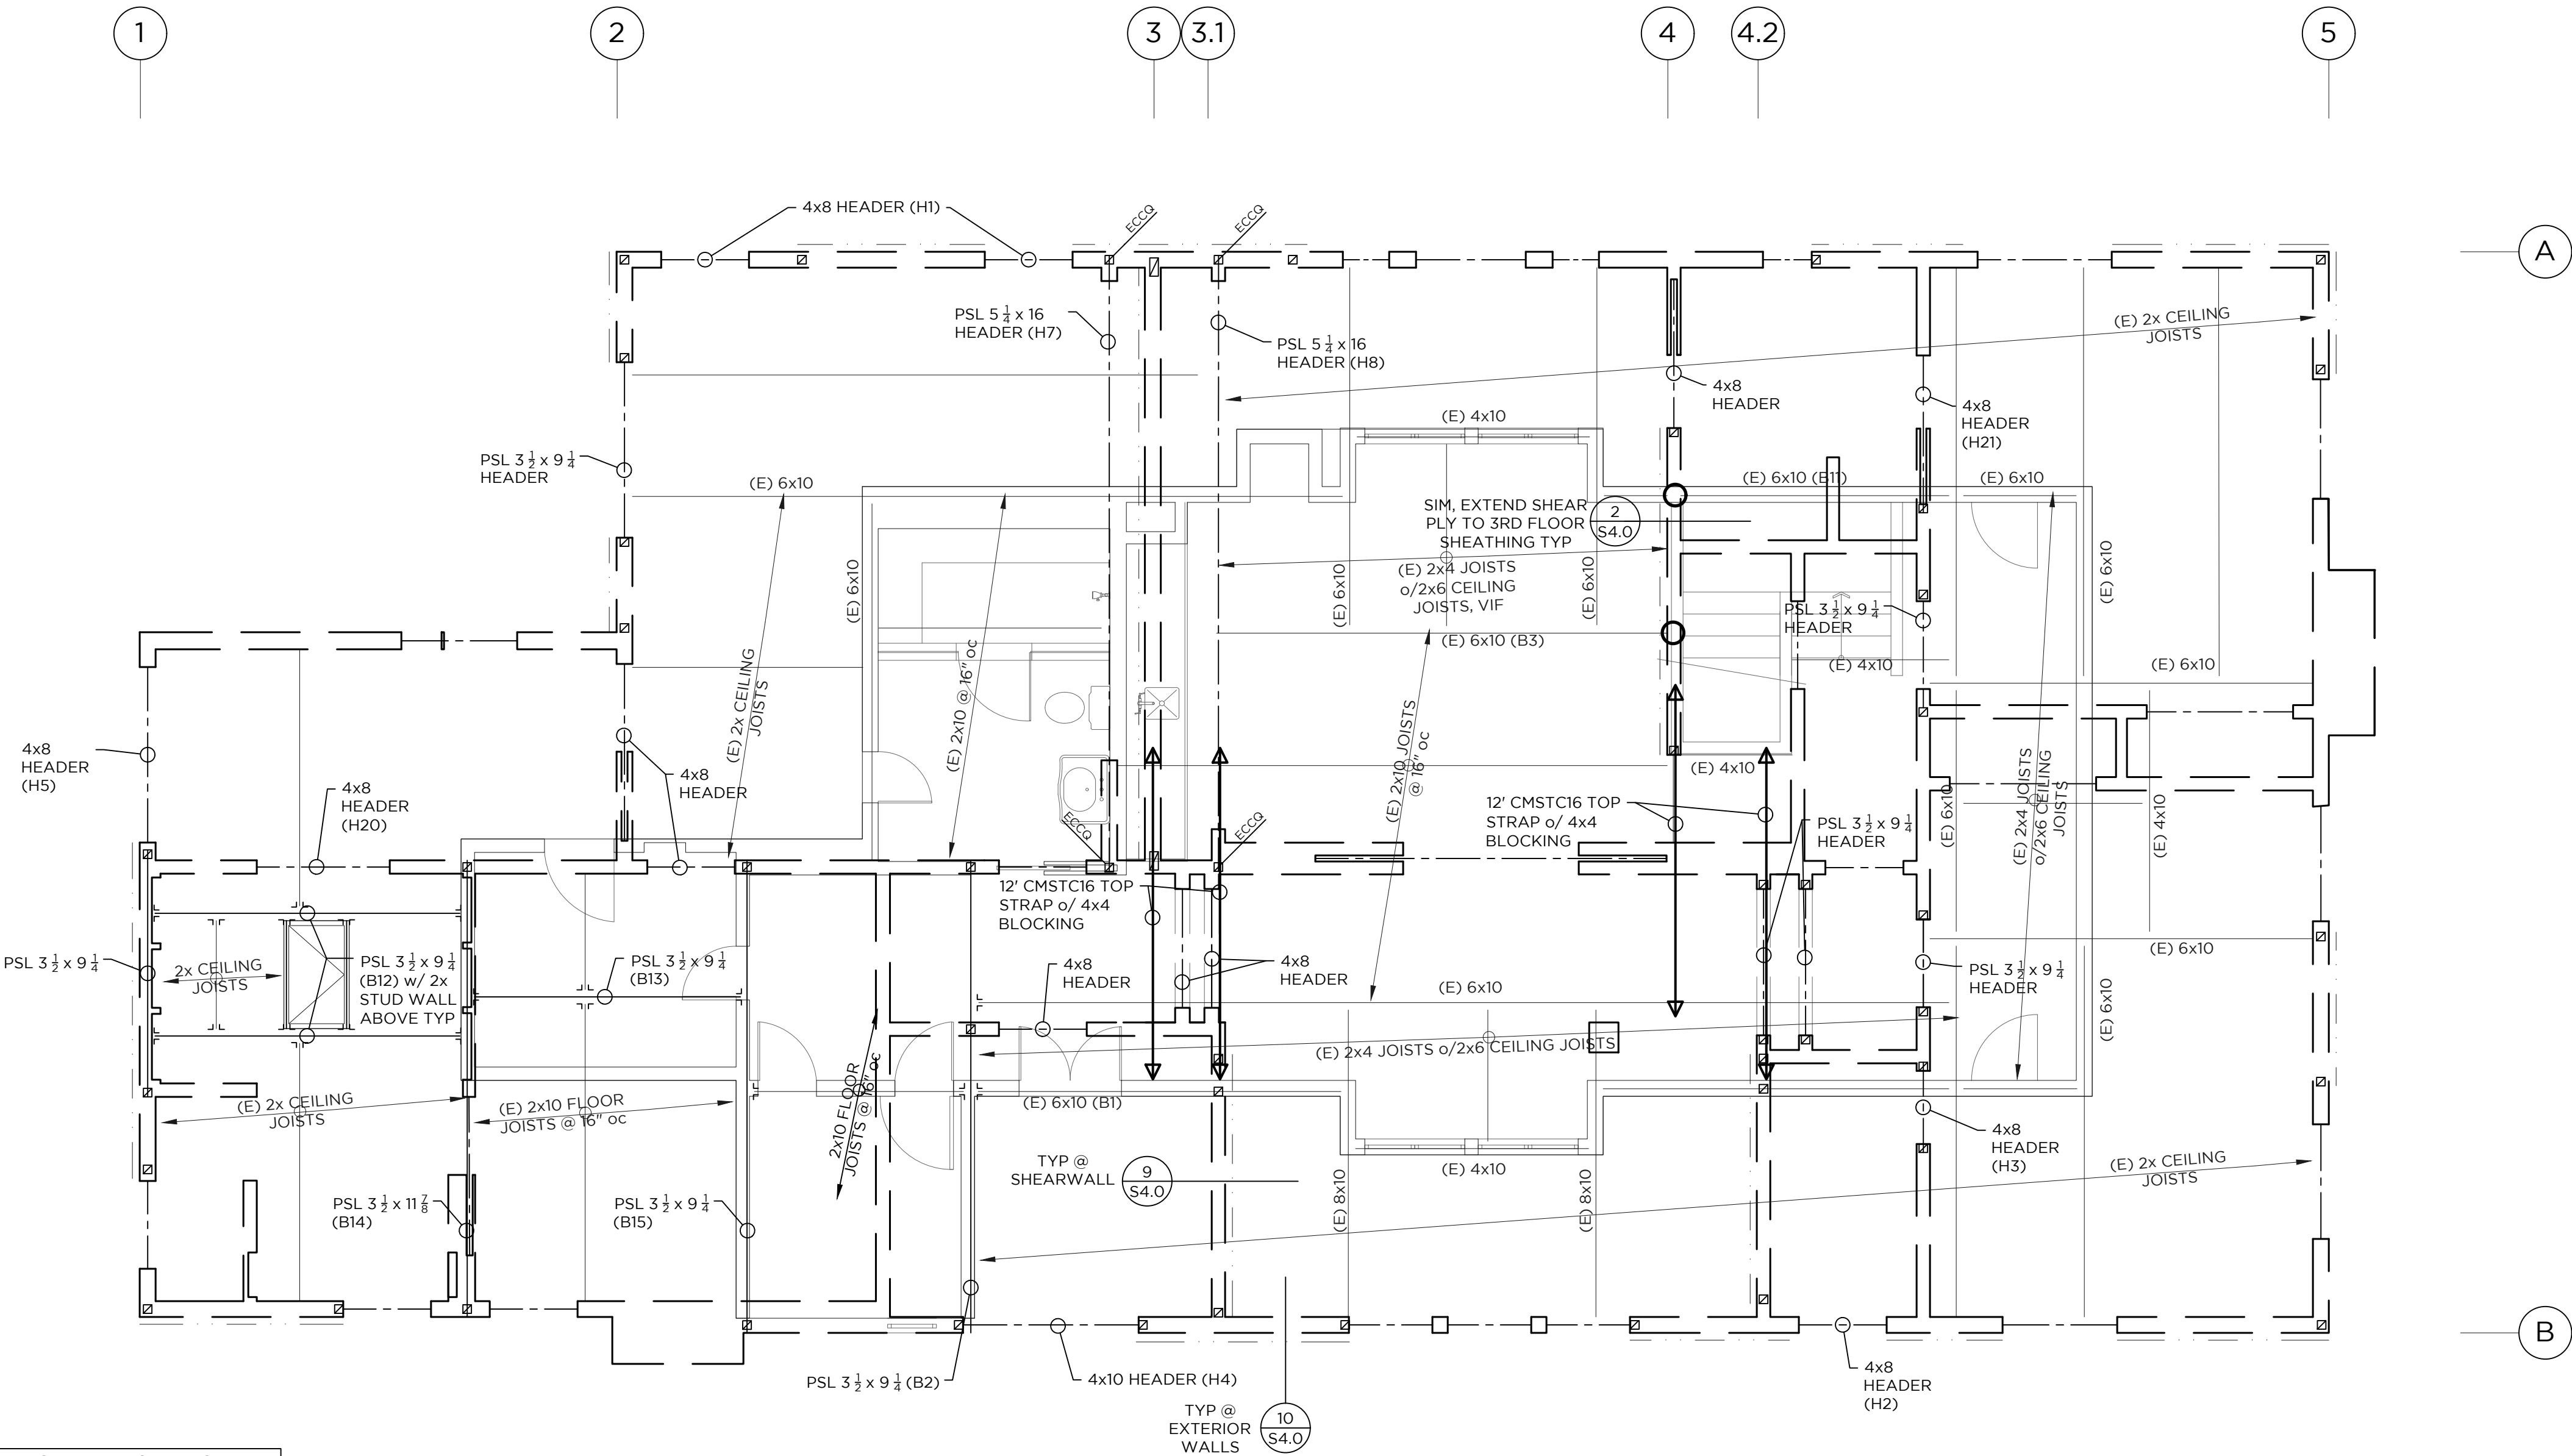 1
2
3
3.1
4
4.2
5
A
B
4x8 HEADER (H1)
ECCQ
ECCQ
PSL 5 1/4 x 16
HEADER (H7)
PSL 5 1/4 x 16
HEADER (H8)
(E) 2x CEILING
JOISTS
4x8
HEADER
4x8
HEADER
(H21)
(E) 4x10
PSL 3 1/2 x 9 1/4
HEADER
(E) 6x10
(E) 6x10 (B11)
(E) 6x10
SIM, EXTEND SHEAR
PLY TO 3RD FLOOR
SHEATHING TYP
2
S4.0
(E) 6x10
(E) 6x10
(E) 6x10
(E) 6x10
(E) 2x4 JOISTS
o/2x6 CEILING
JOISTS, VIF
PSL 3 1/2 x 9 1/4
HEADER
(E) 6x10 (B3)
(E) 4x10
(E) 6x10
(E) 2x CEILING
JOISTS
(E) 2x10 @ 16" oc
(E) 2x10 JOISTS
@ 16" oc
4x8
HEADER
(H5)
4x8
HEADER
(H20)
4x8
HEADER
(E) 4x10
12' CMSTC16 TOP
STRAP o/ 4x4
BLOCKING
PSL 3 1/2 x 9 1/4
HEADER
(E) 6x10
(E) 2x4 JOISTS
o/2x6 CEILING
JOISTS
(E) 4x10
ECCQ
ECCQ
12' CMSTC16 TOP
STRAP o/ 4x4
BLOCKING
PSL 3 1/2 x 9 1/4
2x CEILING
JOISTS
PSL 3 1/2 x 9 1/4
(B12) w/ 2x
STUD WALL
ABOVE TYP
PSL 3 1/2 x 9 1/4
(B13)
4x8
HEADER
4x8
HEADER
(E) 6x10
(E) 6x10
PSL 3 1/2 x 9 1/4
HEADER
(E) 6x10
(E) 2x4 JOISTS o/2x6 CEILING JOISTS
(E) 2x CEILING
JOISTS
(E) 2x10 FLOOR
JOISTS @ 16" oc
2x10 FLOOR
JOISTS @ 16" oc
(E) 6x10 (B1)
4x8
HEADER
(H3)
TYP @
SHEARWALL
9
S4.0
(E) 4x10
(E) 8x10
(E) 8x10
(E) 2x CEILING
JOISTS
PSL 3 1/2 x 11 7/8
(B14)
PSL 3 1/2 x 9 1/4
(B15)
PSL 3 1/2 x 9 1/4 (B2)
4x10 HEADER (H4)
4x8
HEADER
(H2)
TYP @
EXTERIOR
WALLS
10
S4.0